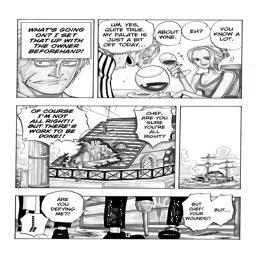 YOU KNOW A
LOT.
EH?
ABOUT
WINE.
UM, YES,
QUITE TRUE.
MY PALATE IS
JUST A BIT
OFF TODAY...
WHAT'S
GOING
ON? I SET
THAT UP WITH
THE OWNER
BEFOREHAND!
CHEF,
ARE YOU
SURE
YOU'RE
ALL
RIGHT?
OF COURSE
I'M NOT
ALL RIGHT!!
BUT THERE'S
WORK TO BE
DONE!!
BUT...
BUT CHEF!
YOUR
WOUNDS!!
ARE
YOU
DEFYING
ME?!